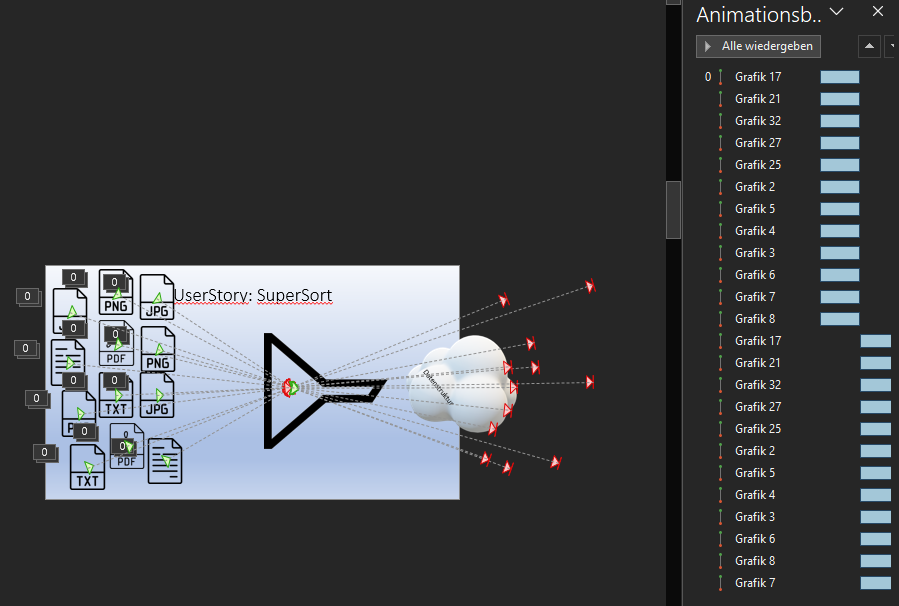 Animationsb..
Alle wiedergeben
0 Grafik 17
Grafik 21
Grafik 32
Grafik 27
Grafik 25
Grafik 2
Grafik 5
Grafik 4
Grafik 3
Grafik 6
Grafik 7
Grafik 8
Grafik 17
Grafik 21
Grafik 32
Grafik 27
Grafik 25
Grafik 2
Grafik 5
Grafik 4
Grafik 3
Grafik 6
Grafik 8
Grafik 7
UserStory: SuperSort
0
0
0
PNG
JPG
0
0
0
PDF
PNG
0
0
0
TXT
JPG
0
0
0
PDF
TXT
Datenstruktur